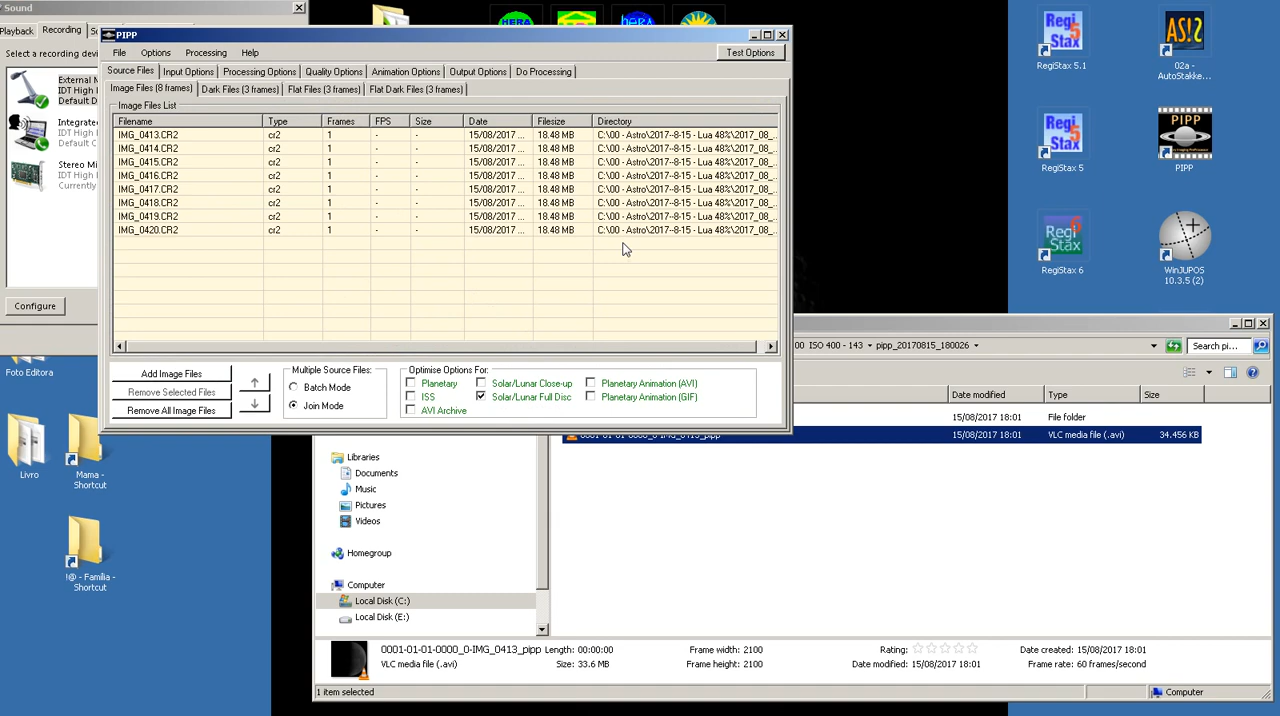 Sound
Playback
Recording
Select a recording devi
External M
IDT High D
Default D
Integrate
IDT High D
Stereo Mi
IDT High D
Currently
Configure
Foto Editora
Livro
Mama - Shortcut
!@ - Família - Shortcut
HERA
hera
PIPP
File Options Processing Help
Test Options
Source Files Input Options Processing Options Quality Options Animation Options Output Options Do Processing
Image Files (8 frames) Dark Files (3 frames) Flat Files (3 frames) Flat Dark Files (3 frames)
Image Files List
Filename Type Frames FPS Size Date Filesize Directory
IMG_0413.CR2 cr2 1 - - 15/08/2017 ... 18.48 MB C:\00 - Astro\2017--8-15 - Lua 48%\2017_08_...
IMG_0414.CR2 cr2 1 - - 15/08/2017 ... 18.48 MB C:\00 - Astro\2017--8-15 - Lua 48%\2017_08_...
IMG_0415.CR2 cr2 1 - - 15/08/2017 ... 18.48 MB C:\00 - Astro\2017--8-15 - Lua 48%\2017_08_...
IMG_0416.CR2 cr2 1 - - 15/08/2017 ... 18.48 MB C:\00 - Astro\2017--8-15 - Lua 48%\2017_08_...
IMG_0417.CR2 cr2 1 - - 15/08/2017 ... 18.48 MB C:\00 - Astro\2017--8-15 - Lua 48%\2017_08_...
IMG_0418.CR2 cr2 1 - - 15/08/2017 ... 18.48 MB C:\00 - Astro\2017--8-15 - Lua 48%\2017_08_...
IMG_0419.CR2 cr2 1 - - 15/08/2017 ... 18.48 MB C:\00 - Astro\2017--8-15 - Lua 48%\2017_08_...
IMG_0420.CR2 cr2 1 - - 15/08/2017 ... 18.48 MB C:\00 - Astro\2017--8-15 - Lua 48%\2017_08_...
Add Image Files
Remove Selected Files
Remove All Image Files
Multiple Source Files:
Batch Mode
Join Mode
Optimise Options For:
Planetary Solar/Lunar Close-up Planetary Animation (AVI)
ISS Solar/Lunar Full Disc Planetary Animation (GIF)
AVI Archive
Regi Stax 5
RegiStax 5.1
AS!2
02a - AutoStakke...
Regi Stax 5
RegiStax 5
PIPP
PIPP
Regi Stax 6
RegiStax 6
WinJUPOS 10.3.5 (2)
00 ISO 400 - 143 pipp_20170815_180026
Search pi...
Date modified Type Size
15/08/2017 18:01 File folder
0001-01-01-0000_0-IMG_0413_pipp 15/08/2017 18:01 VLC media file (.avi) 34.456 KB
Libraries
Documents
Music
Pictures
Videos
Homegroup
Computer
Local Disk (C:)
Local Disk (E:)
0001-01-01-0000_0-IMG_0413_pipp Length: 00:00:00 Frame width: 2100 Rating: Date created: 15/08/2017 18:01
VLC media file (.avi) Size: 33.6 MB Frame height: 2100 Date modified: 15/08/2017 18:01 Frame rate: 60 frames/second
1 item selected
Computer